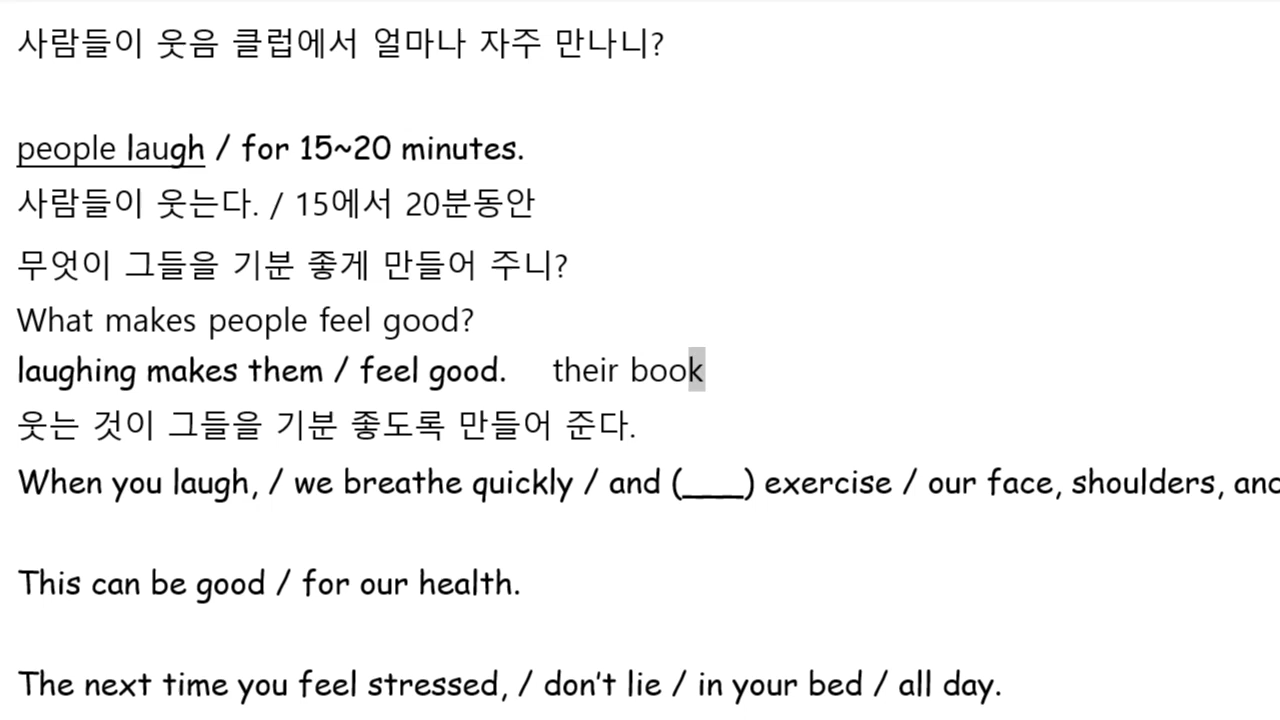 사람들이 웃음 클럽에서 얼마나 자주 만나니?
people laugh / for 15~20 minutes.
사람들이 웃는다. / 15에서 20분동안
무엇이 그들을 기분 좋게 만들어 주니?
What makes people feel good?
laughing makes them / feel good. their book
웃는 것이 그들을 기분 좋도록 만들어 준다.
When you laugh, / we breathe quickly / and (____) exercise / our face, shoulders,
This can be good / for our health.
The next time you feel stressed, / don't lie / in your bed / all day.